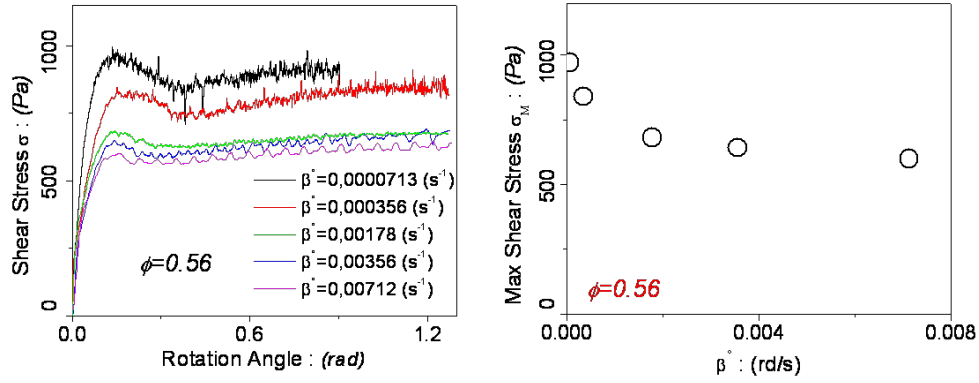 1000
500
0
Shear Stress σ : (Pa)
β°=0,0000713 (s⁻¹)
β°=0,000356 (s⁻¹)
β°=0,00178 (s⁻¹)
β°=0,00356 (s⁻¹)
β°=0,00712 (s⁻¹)
ϕ=0.56
0.0 0.6 1.2
Rotation Angle : (rad)
1000
500
0
Max Shear Stress σM : (Pa)
ϕ=0.56
0.000 0.004 0.008
β° : (rd/s)